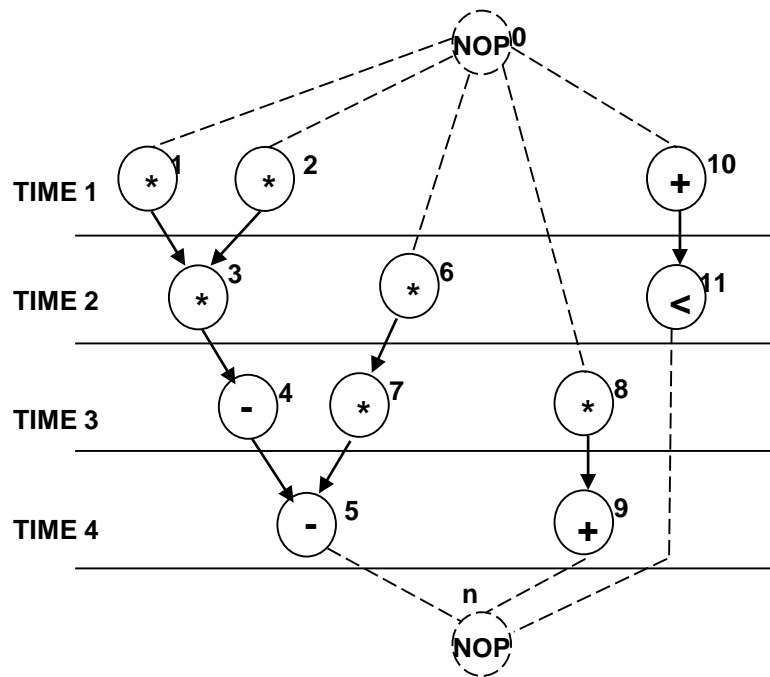 NOP 0
* 1 * 2 + 10
TIME 1
* 3 * 6 < 11
TIME 2
- 4 * 7 * 8
TIME 3
- 5 + 9
TIME 4
n
NOP